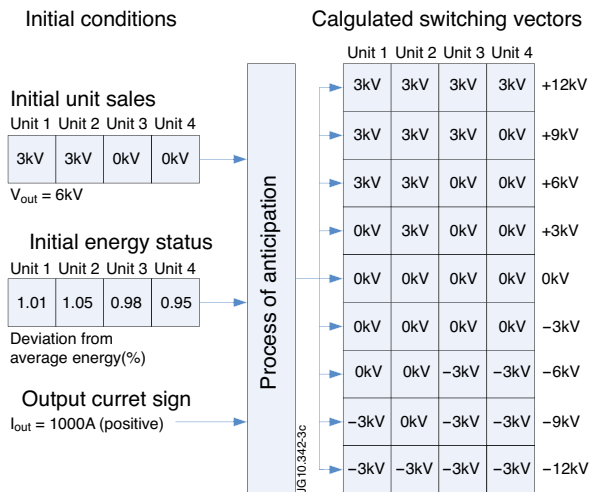 Initial conditions
Calgulated switching vectors
Initial unit sales
Unit 1 Unit 2 Unit 3 Unit 4
3kV 3kV 0kV 0kV
Vout = 6kV
Initial energy status
Unit 1 Unit 2 Unit 3 Unit 4
1.01 1.05 0.98 0.95
Deviation from
average energy(%)
Output curret sign
Iout = 1000A (positive)
Process of anticipation
JG10.342-3c
Unit 1 Unit 2 Unit 3 Unit 4
3kV 3kV 3kV 3kV +12kV
3kV 3kV 3kV 0kV +9kV
3kV 3kV 0kV 0kV +6kV
0kV 3kV 0kV 0kV +3kV
0kV 0kV 0kV 0kV 0kV
0kV 0kV 0kV 0kV −3kV
0kV 0kV −3kV −3kV −6kV
−3kV 0kV −3kV −3kV −9kV
−3kV −3kV −3kV −3kV −12kV